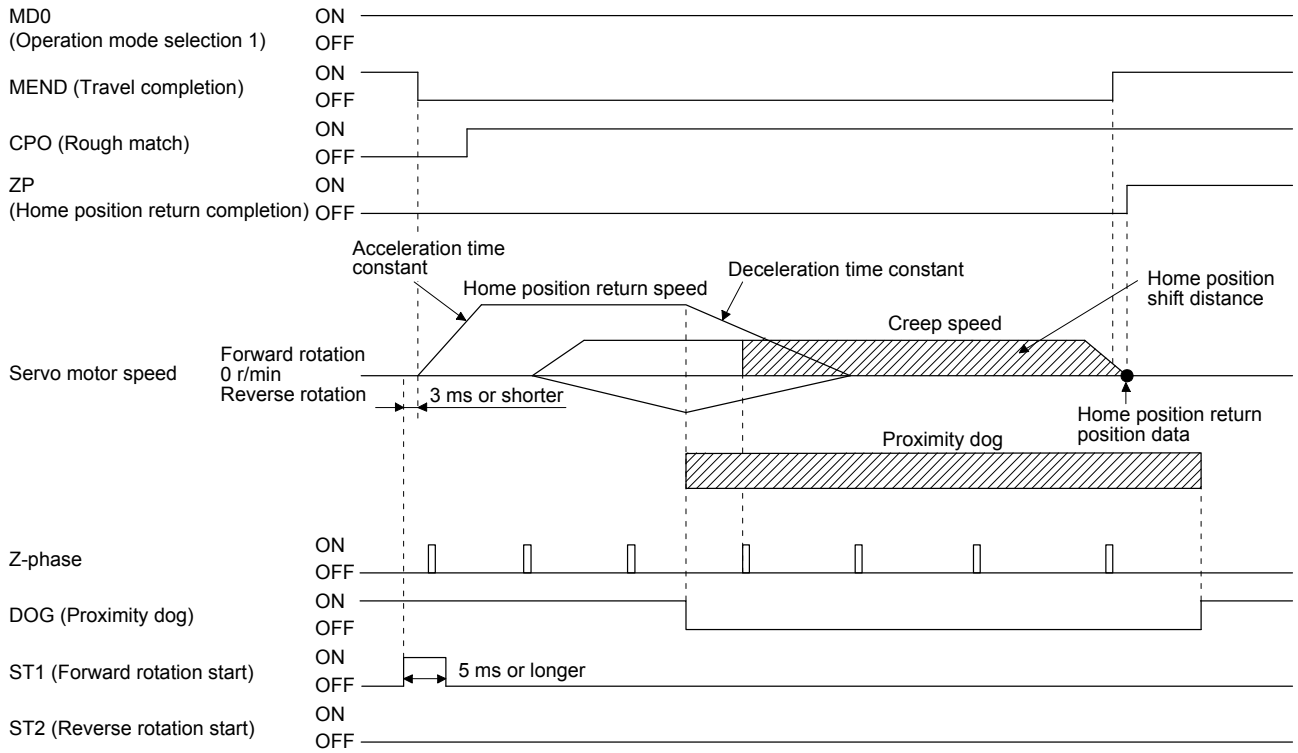 MD0
(Operation mode selection 1)
ON
OFF
MEND (Travel completion)
ON
OFF
CPO (Rough match)
ON
OFF
ZP
(Home position return completion)
ON
OFF
Acceleration time
constant
Home position return speed
Deceleration time constant
Home position
shift distance
Creep speed
Servo motor speed
Forward rotation
0 r/min
Reverse rotation
3 ms or shorter
Home position return
position data
Proximity dog
Z-phase
ON
OFF
DOG (Proximity dog)
ON
OFF
ST1 (Forward rotation start)
ON
OFF
5 ms or longer
ST2 (Reverse rotation start)
ON
OFF